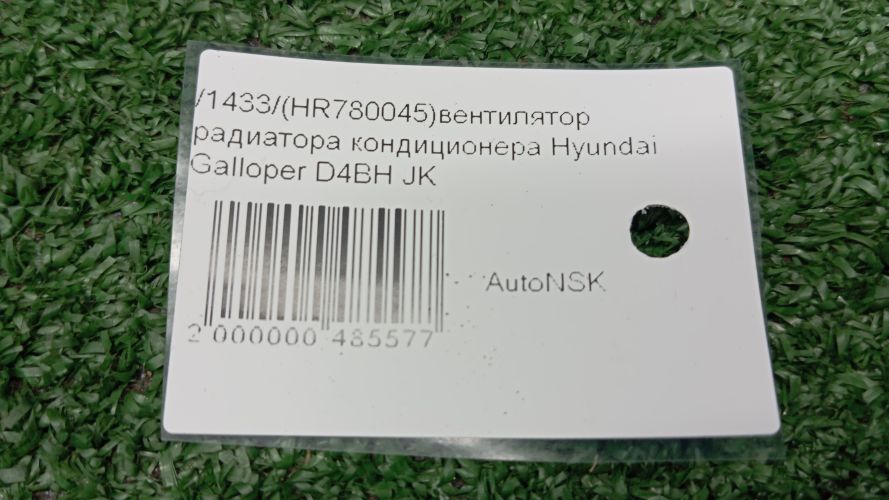 /1433/(HR780045)вентилятор
радиатора кондиционера Hyundai
Galloper D4BH JK
AutoNSK
2 000000 485577